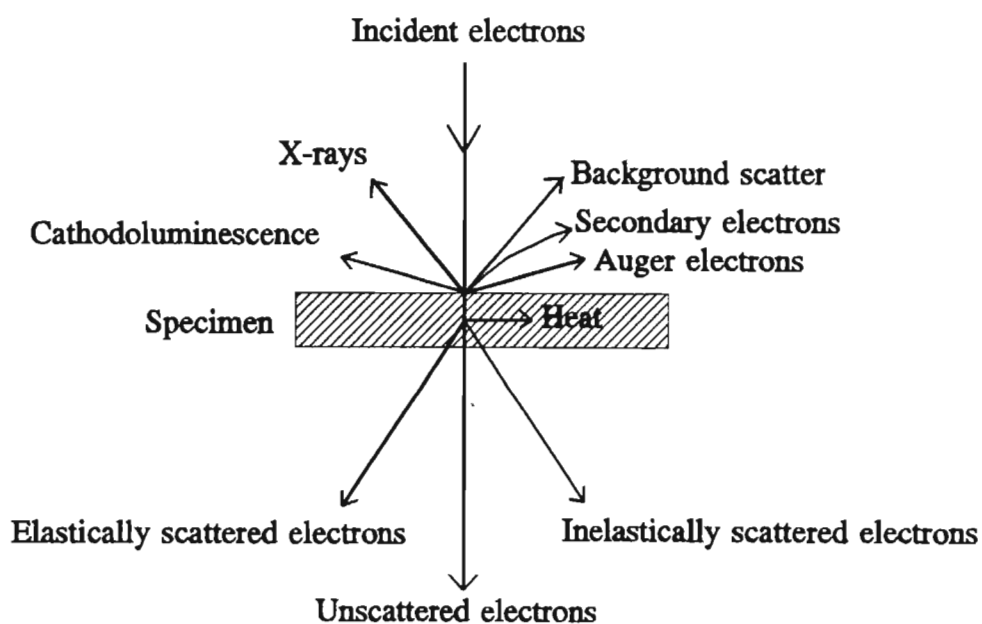 Incident electrons
X-rays
Background scatter
Cathodoluminescence
Secondary electrons
Auger electrons
Specimen
Heat
Elastically scattered electrons
Inelastically scattered electrons
Unscattered electrons